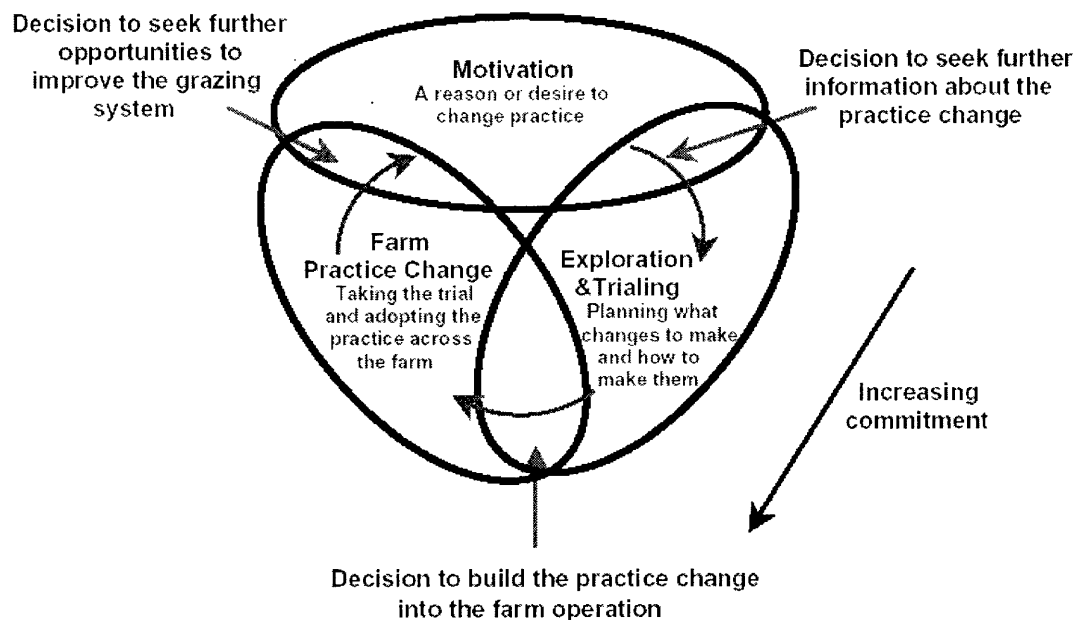 Decision to seek further
opportunities to
improve the grazing
system
Motivation
A reason or desire to
change practice
Decision to seek further
information about the
practice change
Farm
Practice Change
Taking the trial
and adopting the
practice across
the farm
Exploration
&Trialing
Planning what
changes to make
and how to
make them
Increasing
commitment
Decision to build the practice change
into the farm operation